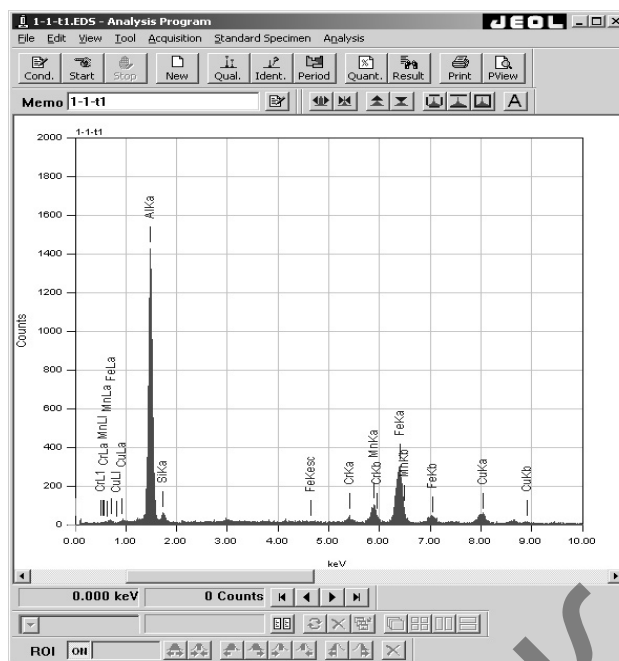 1-1-t1.EDS - Analysis Program JEOL
File Edit View Tool Acquisition Standard Specimen Analysis
Cond. Start Stop New Qual. Ident. Period Quant. Result Print PView
Memo 1-1-t1 A
1-1-t1
2000
1800
1600
1400
1200
1000
800
600
400
200
0
Counts
CrL1
CrLa
MnLl
MnLa
FeLa
CuLl
CuLa
AlKa
SiKa
FeKesc
CrKa
CrKb
MnKa
FeKa
MnKb
FeKb
CuKa
CuKb
0.00 1.00 2.00 3.00 4.00 5.00 6.00 7.00 8.00 9.00 10.00
keV
0.000 keV 0 Counts
ROI ON
S